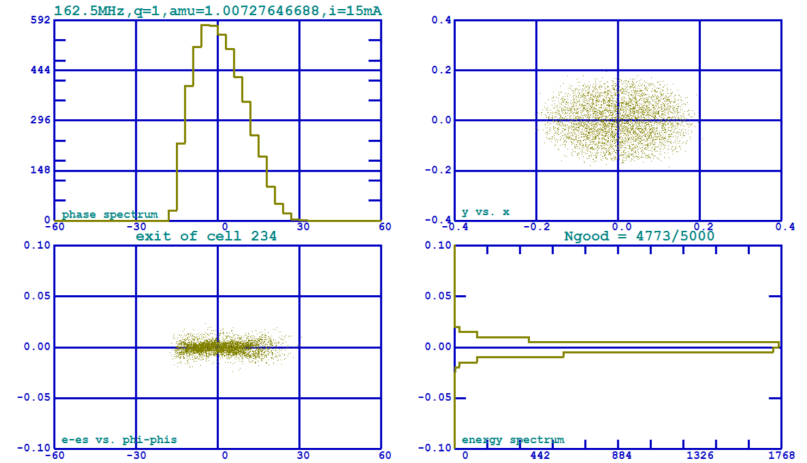 162.5MHz,q=1,amu=1.00727646688,i=15mA
592
444
296
148
0
phase spectrum
-60 -30 0 30 60
0.4
0.2
0.0
-0.2
-0.4
y vs. x
-0.4 -0.2 0.0 0.2 0.4
exit of cell 234
Ngood = 4773/5000
0.10
0.05
0.00
-0.05
-0.10
e-es vs. phi-phis
-60 -30 0 30 60
0.10
0.05
0.00
-0.05
-0.10
energy spectrum
0 442 884 1326 1768